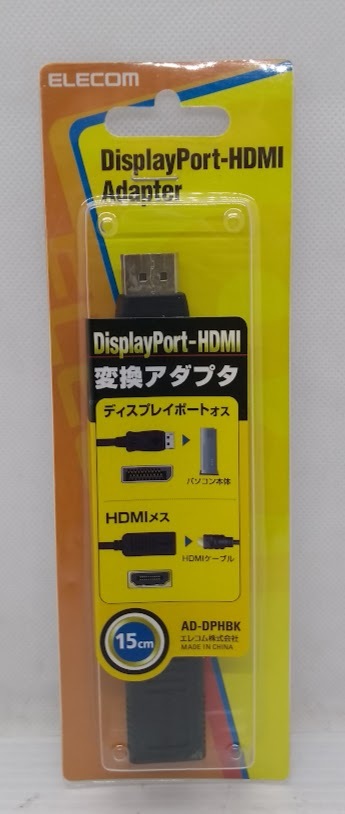 ELECOM
DisplayPort-HDMI
Adapter
DisplayPort-HDMI
変換アダプタ
ディスプレイポートオス
パソコン本体
HDMIメス
HDMIケーブル
15cm
AD-DPHBK
エレコム株式会社
MADE IN CHINA